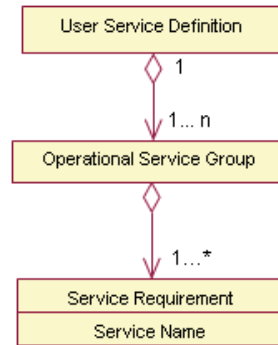 User Service Definition
1
1... n
Operational Service Group
1...*
Service Requirement
Service Name